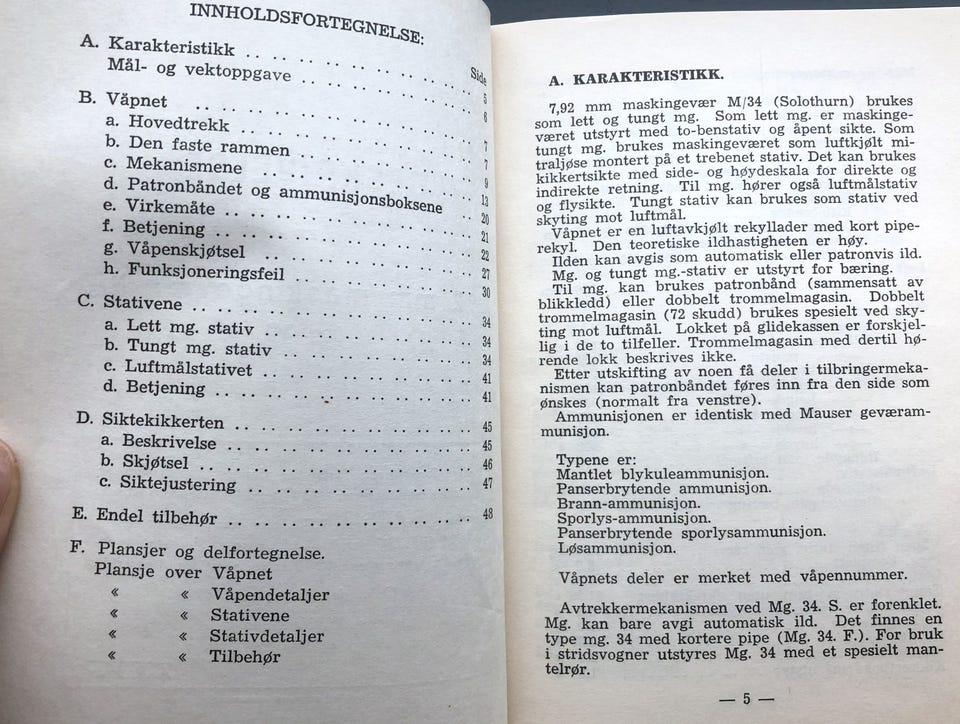 INNHOLDSFORTEGNELSE:
Side
A. Karakteristikk .. .. .. .. .. .. .. .. .. 5
Mål- og vektoppgave .. .. .. .. .. .. .. 6
B. Våpnet .. .. .. .. .. .. .. .. .. .. .. 7
a. Hovedtrekk .. .. .. .. .. .. .. .. .. 7
b. Den faste rammen .. .. .. .. .. .. .. 9
c. Mekanismene .. .. .. .. .. .. .. .. 13
d. Patronbåndet og ammunisjonsboksene .. 20
e. Virkemåte .. .. .. .. .. .. .. .. .. 21
f. Betjening .. .. .. .. .. .. .. .. .. 22
g. Våpenskjøtsel .. .. .. .. .. .. .. .. 27
h. Funksjoneringsfeil .. .. .. .. .. .. .. 30
C. Stativene .. .. .. .. .. .. .. .. .. .. 34
a. Lett mg. stativ .. .. .. .. .. .. .. .. 34
b. Tungt mg. stativ .. .. .. .. .. .. .. 34
c. Luftmålstativet .. .. .. .. .. .. .. .. 41
d. Betjening .. .. .. .. .. .. .. .. .. 41
D. Siktekikkerten .. .. .. .. .. .. .. .. 45
a. Beskrivelse .. .. .. .. .. .. .. .. .. 45
b. Skjøtsel .. .. .. .. .. .. .. .. .. .. 46
c. Siktejustering .. .. .. .. .. .. .. .. 47
E. Endel tilbehør .. .. .. .. .. .. .. .. .. 48
F. Plansjer og delfortegnelse.
Plansje over Våpnet
« « Våpendetaljer
« « Stativene
« « Stativdetaljer
« « Tilbehør
A. KARAKTERISTIKK.
7,92 mm maskingevær M/34 (Solothurn) brukes
som lett og tungt mg. Som lett mg. er maskinge-
været utstyrt med to-benstativ og åpent sikte. Som
tungt mg. brukes maskingeværet som luftkjølt mi-
traljøse montert på et trebenet stativ. Det kan brukes
kikkertsikte med side- og høydeskala for direkte og
indirekte retning. Til mg. hører også luftmålstativ
og flysikte. Tungt stativ kan brukes som stativ ved
skyting mot luftmål.
Våpnet er en luftavkjølt rekyllader med kort pipe-
rekyl. Den teoretiske ildhastigheten er høy.
Ilden kan avgis som automatisk eller patronvis ild.
Mg. og tungt mg.-stativ er utstyrt for bæring.
Til mg. kan brukes patronbånd (sammensatt av
blikkledd) eller dobbelt trommelmagasin. Dobbelt
trommelmagasin (72 skudd) brukes spesielt ved sky-
ting mot luftmål. Lokket på glidekassen er forskjel-
lig i de to tilfeller. Trommelmagasin med dertil hø-
rende lokk beskrives ikke.
Etter utskifting av noen få deler i tilbringermeka-
nismen kan patronbåndet føres inn fra den side som
ønskes (normalt fra venstre).
Ammunisjonen er identisk med Mauser geværam-
munisjon.
Typene er:
Mantlet blykuleammunisjon.
Panserbrytende ammunisjon.
Brann-ammunisjon.
Sporlys-ammunisjon.
Panserbrytende sporlysammunisjon.
Løsammunisjon.
Våpnets deler er merket med våpennummer.
Avtrekkermekanismen ved Mg. 34. S. er forenklet.
Mg. kan bare avgi automatisk ild. Det finnes en
type mg. 34 med kortere pipe (Mg. 34. F.). For bruk
i stridsvogner utstyres Mg. 34 med et spesielt man-
telrør.
— 5 —